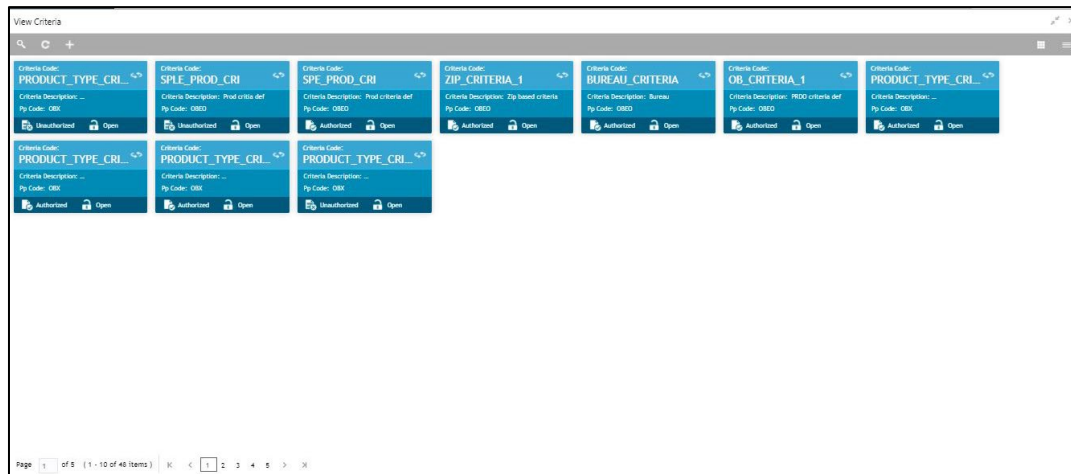 View Criteria
Criteria Code:
PRODUCT_TYPE_CRI...
Criteria Description: ...
Pp Code: OBX
Unauthorized Open
Criteria Code:
SPLE_PROD_CRI
Criteria Description: Prod critia def
Pp Code: OBEO
Unauthorized Open
Criteria Code:
SPE_PROD_CRI
Criteria Description: Prod criteria def
Pp Code: OBEO
Authorized Open
Criteria Code:
ZIP_CRITERIA_1
Criteria Description: Zip based criteria
Pp Code: OBEO
Authorized Open
Criteria Code:
BUREAU_CRITERIA
Criteria Description: Bureau
Pp Code: OBEO
Authorized Open
Criteria Code:
OB_CRITERIA_1
Criteria Description: PRDD criteria def
Pp Code: OBEO
Authorized Open
Criteria Code:
PRODUCT_TYPE_CRI...
Criteria Description: ...
Pp Code: OBX
Authorized Open
Criteria Code:
PRODUCT_TYPE_CRI...
Criteria Description: ...
Pp Code: OBX
Authorized Open
Criteria Code:
PRODUCT_TYPE_CRI...
Criteria Description: ...
Pp Code: OBX
Authorized Open
Criteria Code:
PRODUCT_TYPE_CRI...
Criteria Description: ...
Pp Code: OBX
Unauthorized Open
Page 1 of 5 ( 1 - 10 of 48 items ) 1 2 3 4 5